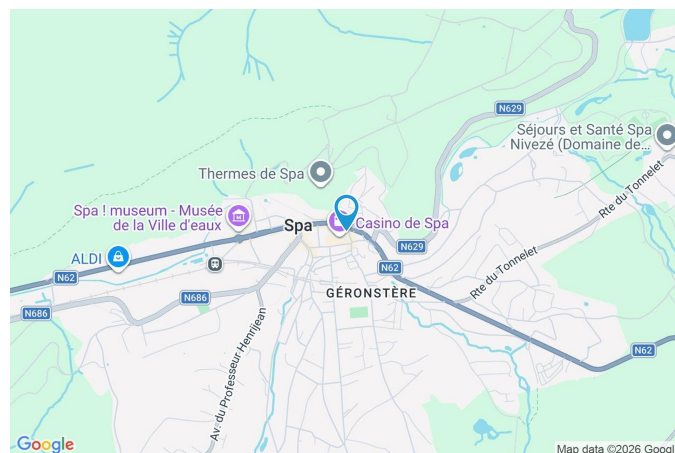 N629
Séjours et Santé Spa
Nivezé (Domaine de...
Thermes de Spa
Spa ! museum - Musée
de la Ville d'eaux
Spa
Casino de Spa
Rte du Tonnelet
N629
ALDI
N62
N62
Rte du Tonnelet
N686
GÉRONSTÈRE
N686
N62
Av. du Professeur Henrijean
Google
Map data ©2026 Google